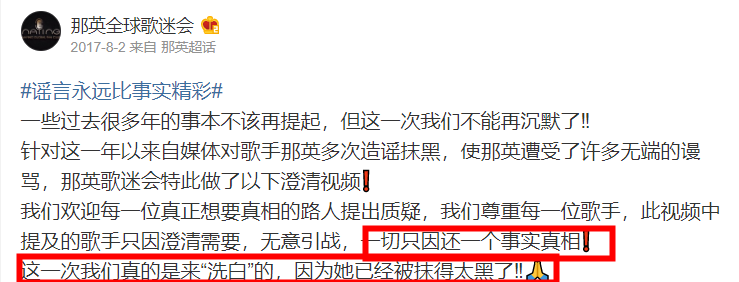 那英全球歌迷会
2017-8-2 来自 那英超话
#谣言永远比事实精彩#
一些过去很多年的事本不该再提起，但这一次我们不能再沉默了!!
针对这一年以来自媒体对歌手那英多次造谣抹黑，使那英遭受了许多无端的谩
骂，那英歌迷会特此做了以下澄清视频❗
我们欢迎每一位真正想要真相的路人提出质疑，我们尊重每一位歌手，此视频中
提及的歌手只因澄清需要，无意引战，一切只因还一个事实真相❗
这一次我们真的是来“洗白”的，因为她已经被抹得太黑了!!🙏